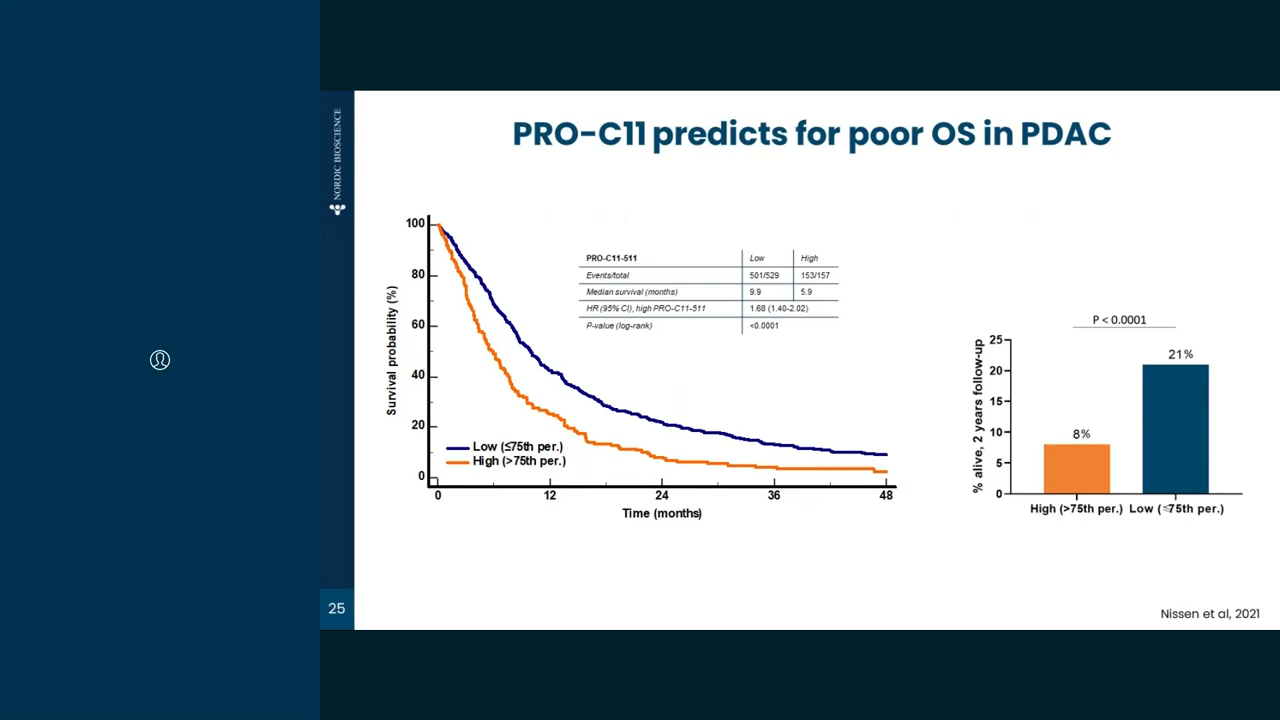 PRO-C11 predicts for poor OS in PDAC
NORDIC BIOSCIENCE
100
80
60
40
20
0
Survival probability (%)
0 12 24 36 48
Time (months)
Low (≤75th per.)
High (>75th per.)
PRO-C11-511 Low High
Events/total 501/529 153/157
Median survival (months) 9.9 5.9
HR (95% CI), high PRO-C11-511 1.68 (1.40-2.02)
P-value (log-rank) <0.0001
P < 0.0001
25
20
15
10
5
0
% alive, 2 years follow-up
8%
21%
High (>75th per.) Low (≤75th per.)
25
Nissen et al, 2021